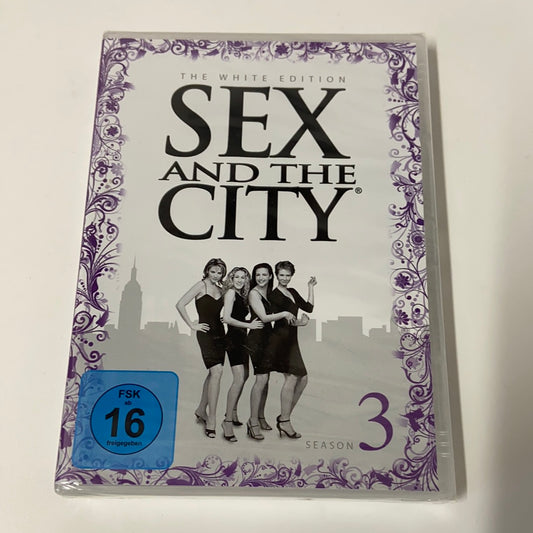 THE WHITE EDITION
SEX
AND THE
CITY®
FSK
ab
16
freigegeben
SEASON 3